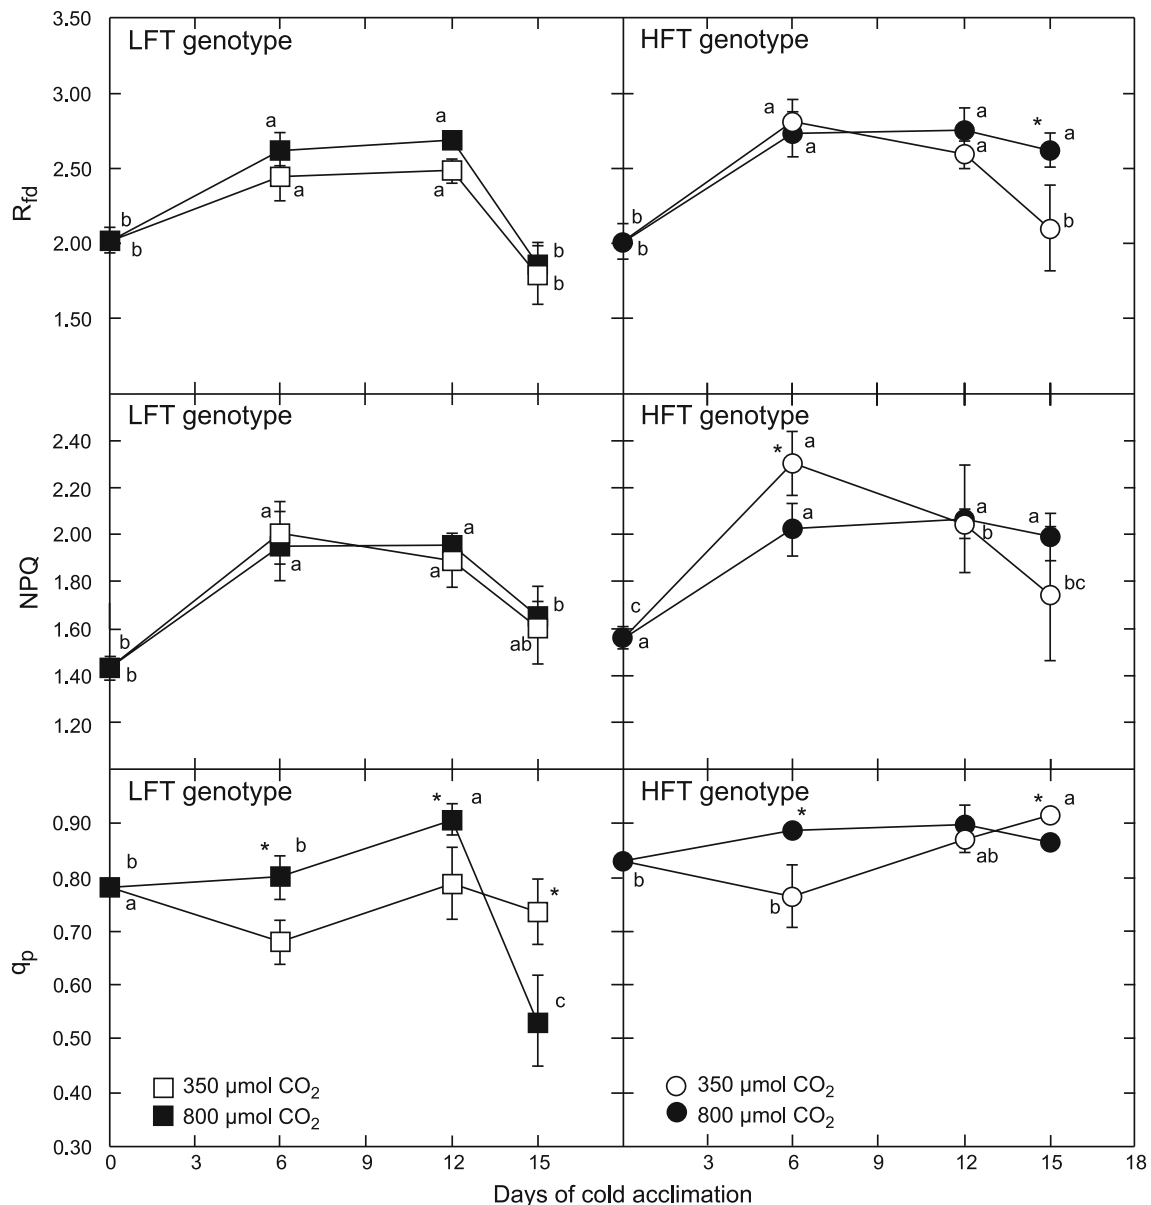 LFT genotype
HFT genotype
3.50
3.00
2.50
2.00
1.50
R_fd
b
b
a
a
a
a
b
b
b
b
a
a
a
a
*
a
b
LFT genotype
HFT genotype
2.40
2.20
2.00
1.80
1.60
1.40
1.20
NPQ
b
b
a
a
a
a
b
ab
c
a
*
a
a
a
b
a
bc
LFT genotype
HFT genotype
0.90
0.80
0.70
0.60
0.50
0.40
0.30
q_p
b
a
*
b
*
a
*
c
b
*
b
ab
*
a
350 µmol CO₂
800 µmol CO₂
350 µmol CO₂
800 µmol CO₂
0 3 6 9 12 15 3 6 9 12 15 18
Days of cold acclimation